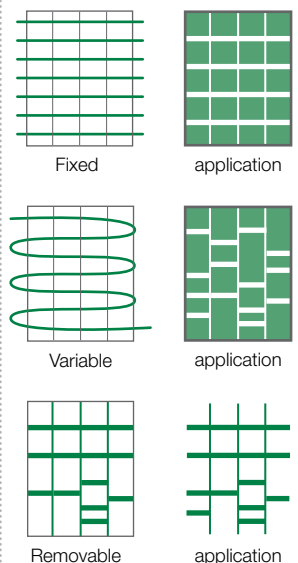 Fixed
application
Variable
application
Removable
application